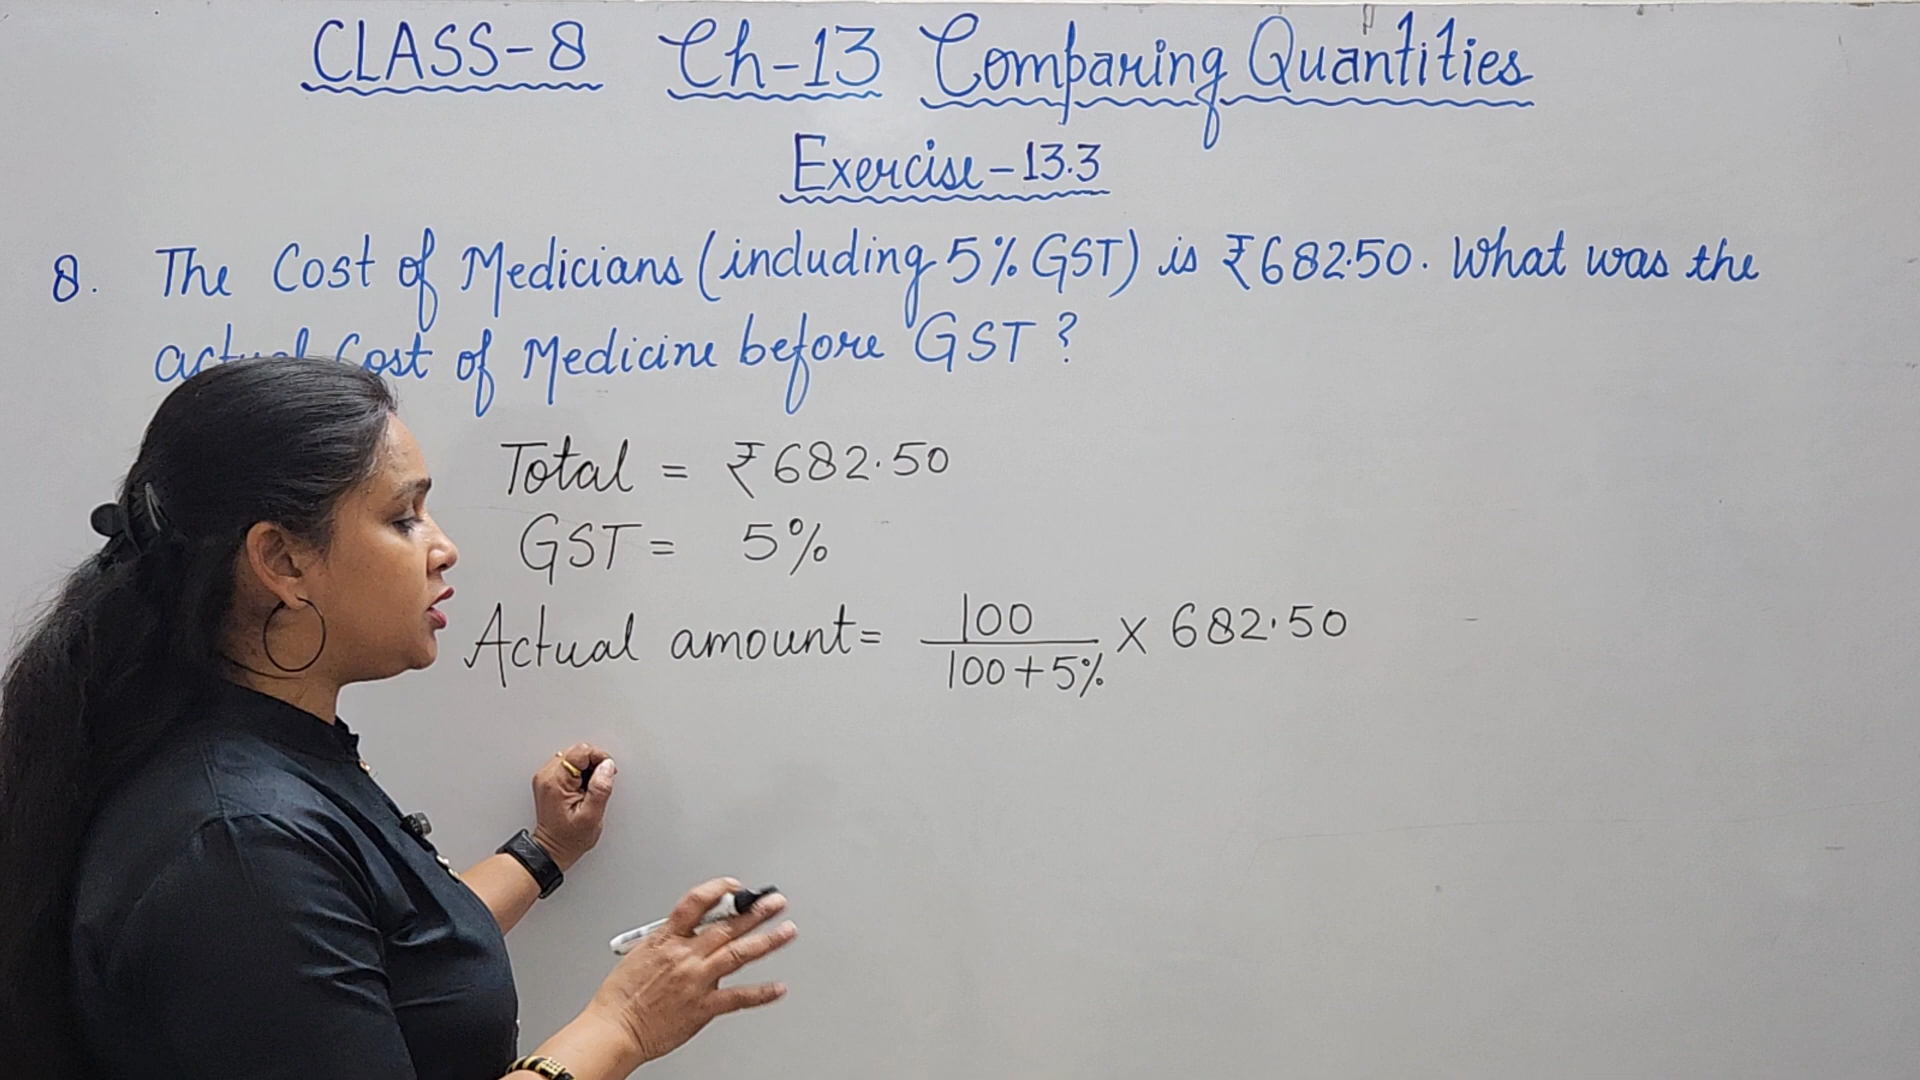 CLASS-8 Ch-13 Comparing Quantities
Exercise-13.3
8. The Cost of Medicians (including 5% GST) is ₹682.50. What was the
actual Cost of Medicine before GST?
Total = ₹682.50
GST = 5%
Actual amount = 100/100+5% × 682.50